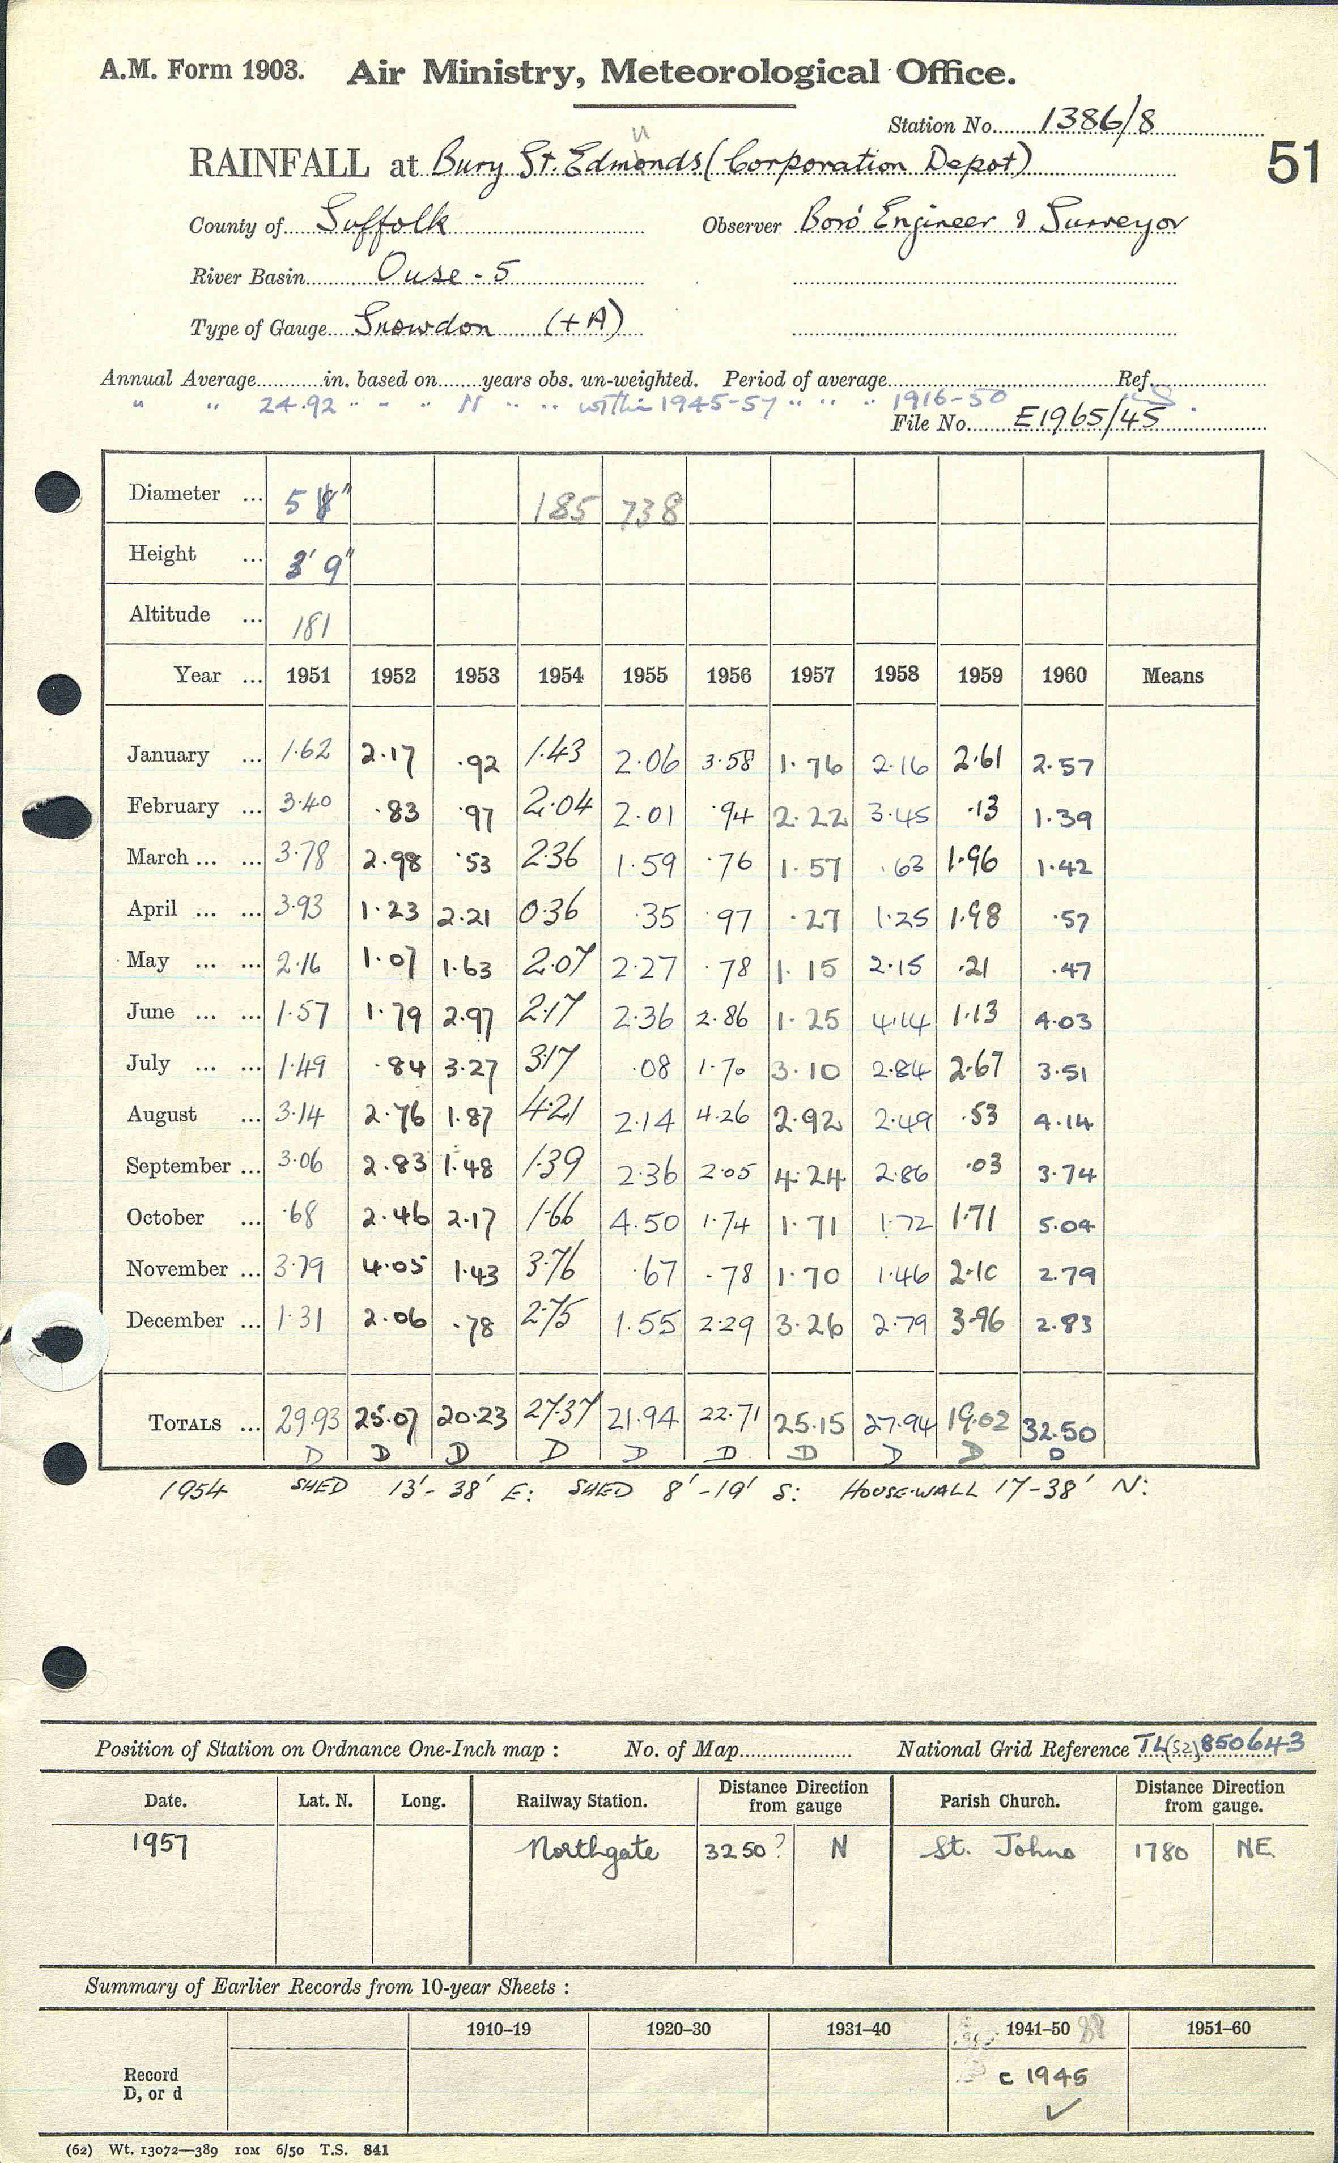 A.M. Form 1903. Air Ministry, Meteorological Office.
Station No. 1386/8
RAINFALL at Bury St. Edmonds (Corporation Depot)
u
51
County of Suffolk Observer Boro' Engineer & Surveyor
River Basin Ouse - 5
Type of Gauge Snowdon (+A)
Annual Average in. based on years obs. un-weighted. Period of average Ref.
" " 24.92 " " " N " " within 1945-57 " " " 1916-50
File No. E1965/45
Diameter ... 5" 185 738
Height ... 3' 9"
Altitude ... 181
Year ... 1951 1952 1953 1954 1955 1956 1957 1958 1959 1960 Means
January ... 1.62 2.17 .92 1.43 2.06 3.58 1.76 2.16 2.61 2.57
February ... 3.40 .83 .97 2.04 2.01 .94 2.22 3.45 .13 1.39
March ... ... 3.78 2.98 .53 2.36 1.59 .76 1.57 .63 1.96 1.42
April ... ... 3.93 1.23 2.21 0.36 .35 .97 .27 1.25 1.98 .57
May ... ... 2.16 1.07 1.63 2.07 2.27 .78 1.15 2.15 .21 .47
June ... ... 1.57 1.79 2.97 2.17 2.36 2.86 1.25 4.14 1.13 4.03
July ... ... 1.49 .84 3.27 3.17 .08 1.70 3.10 2.84 2.67 3.51
August ... 3.14 2.76 1.87 4.21 2.14 4.26 2.92 2.49 .53 4.14
September ... 3.06 2.83 1.48 1.39 2.36 2.05 4.24 2.86 .03 3.74
October ... .68 2.46 2.17 1.66 4.50 1.74 1.71 1.72 1.71 5.04
November ... 3.79 4.05 1.43 3.76 .67 .78 1.70 1.46 2.10 2.79
December ... 1.31 2.06 .78 2.75 1.55 2.29 3.26 2.79 3.96 2.83
TOTALS ... 29.93 25.07 20.23 27.37 21.94 22.71 25.15 27.94 19.02 32.50
D D D D D D D D D D
1954 SHED 13'-38' E: SHED 8'-19' S: HOUSE-WALL 17-38' N:
Position of Station on Ordnance One-Inch map : No. of Map National Grid Reference TL(52)850643
Date. Lat. N. Long. Railway Station. Distance Direction from gauge Parish Church. Distance Direction from gauge.
1957 Northgate 3250? N St. Johns 1780 NE
Summary of Earlier Records from 10-year Sheets :
1910–19 1920–30 1931–40 1941–50 1951–60
Record
D, or d
c 1945
(62) Wt. 13072—389 10M 6/50 T.S. 841